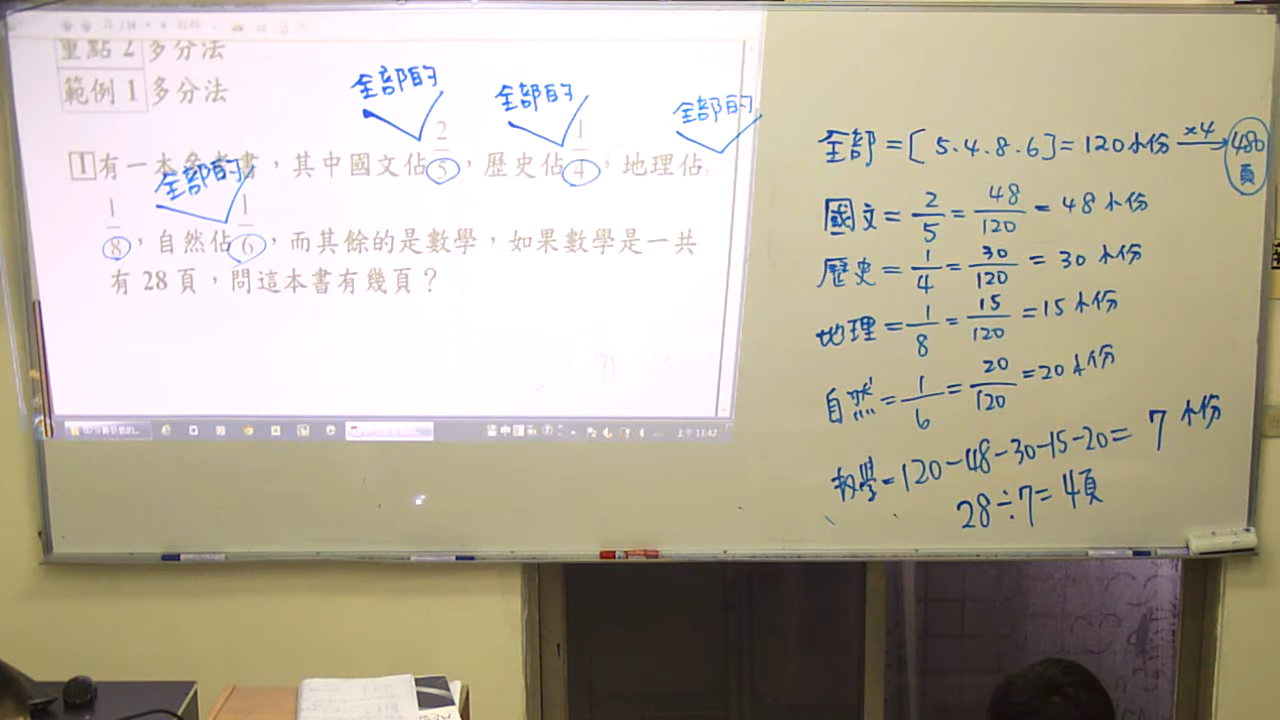 重點 2 多分法
範例 1 多分法
全部的 全部的 全部的
1 有一本參考書，其中國文佔 2/5，歷史佔 1/4，地理佔
全部的
1/8，自然佔 1/6，而其餘的是數學，如果數學是一共
有 28 頁，問這本書有幾頁？
上午 11:42
全部=[5.4.8.6]=120小份 ×4→ 480頁
國文=2/5=48/120=48小份
歷史=1/4=30/120=30小份
地理=1/8=15/120=15小份
自然=1/6=20/120=20小份
数學=120-48-30-15-20=7小份
28÷7=4頁